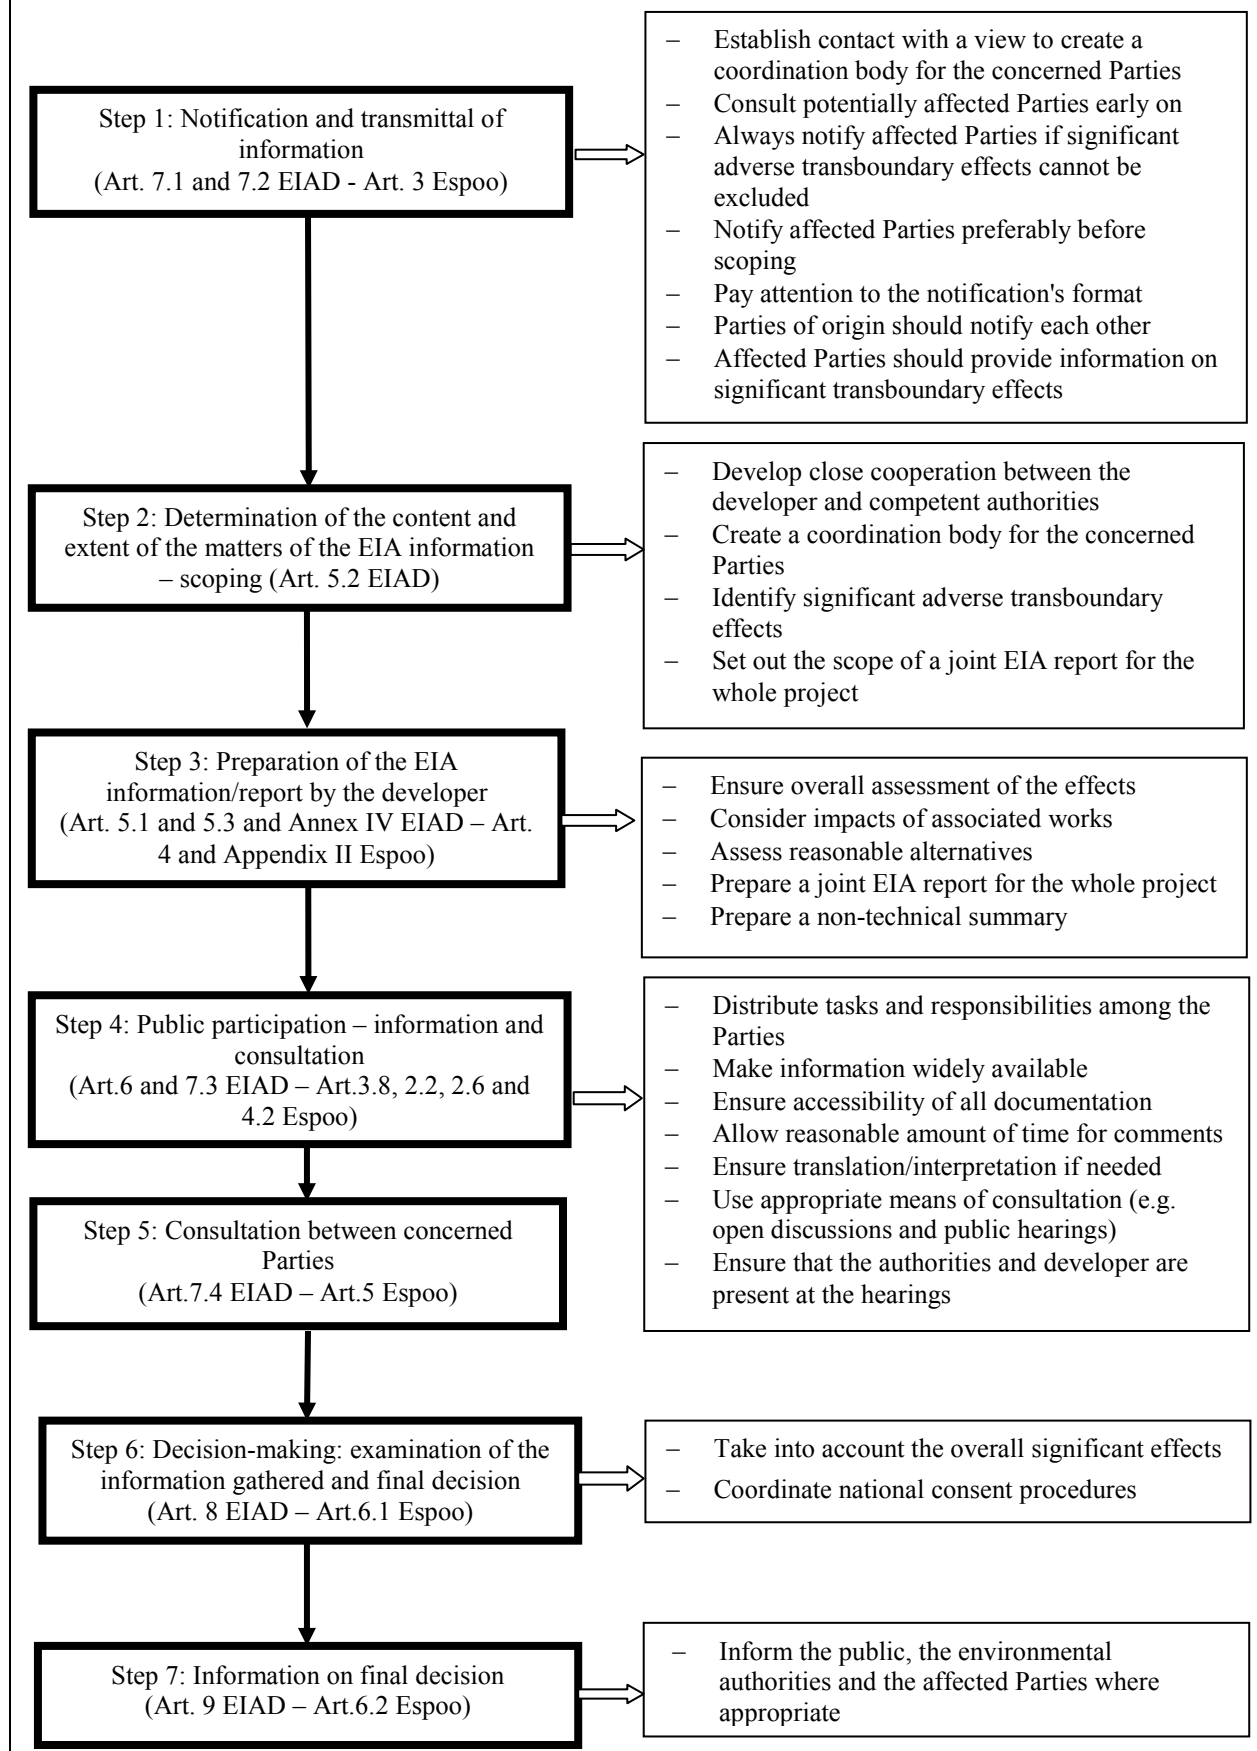 Step 1: Notification and transmittal of
information
(Art. 7.1 and 7.2 EIAD - Art. 3 Espoo)
– Establish contact with a view to create a
coordination body for the concerned Parties
– Consult potentially affected Parties early on
– Always notify affected Parties if significant
adverse transboundary effects cannot be
excluded
– Notify affected Parties preferably before
scoping
– Pay attention to the notification's format
– Parties of origin should notify each other
– Affected Parties should provide information on
significant transboundary effects
Step 2: Determination of the content and
extent of the matters of the EIA information
– scoping (Art. 5.2 EIAD)
– Develop close cooperation between the
developer and competent authorities
– Create a coordination body for the concerned
Parties
– Identify significant adverse transboundary
effects
– Set out the scope of a joint EIA report for the
whole project
Step 3: Preparation of the EIA
information/report by the developer
(Art. 5.1 and 5.3 and Annex IV EIAD – Art.
4 and Appendix II Espoo)
– Ensure overall assessment of the effects
– Consider impacts of associated works
– Assess reasonable alternatives
– Prepare a joint EIA report for the whole project
– Prepare a non-technical summary
Step 4: Public participation – information and
consultation
(Art.6 and 7.3 EIAD – Art.3.8, 2.2, 2.6 and
4.2 Espoo)
– Distribute tasks and responsibilities among the
Parties
– Make information widely available
– Ensure accessibility of all documentation
– Allow reasonable amount of time for comments
– Ensure translation/interpretation if needed
– Use appropriate means of consultation (e.g.
open discussions and public hearings)
– Ensure that the authorities and developer are
present at the hearings
Step 5: Consultation between concerned
Parties
(Art.7.4 EIAD – Art.5 Espoo)
Step 6: Decision-making: examination of the
information gathered and final decision
(Art. 8 EIAD – Art.6.1 Espoo)
– Take into account the overall significant effects
– Coordinate national consent procedures
Step 7: Information on final decision
(Art. 9 EIAD – Art.6.2 Espoo)
– Inform the public, the environmental
authorities and the affected Parties where
appropriate